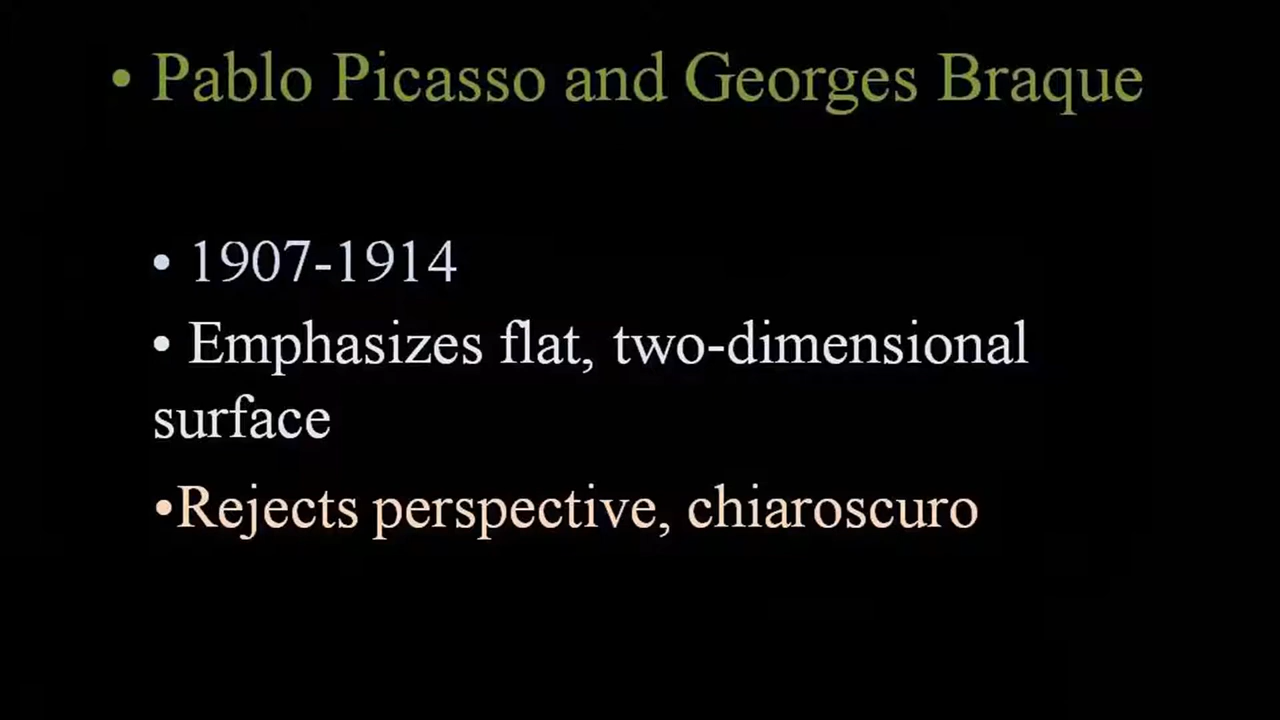 • Pablo Picasso and Georges Braque
• 1907-1914
• Emphasizes flat, two-dimensional
surface
•Rejects perspective, chiaroscuro